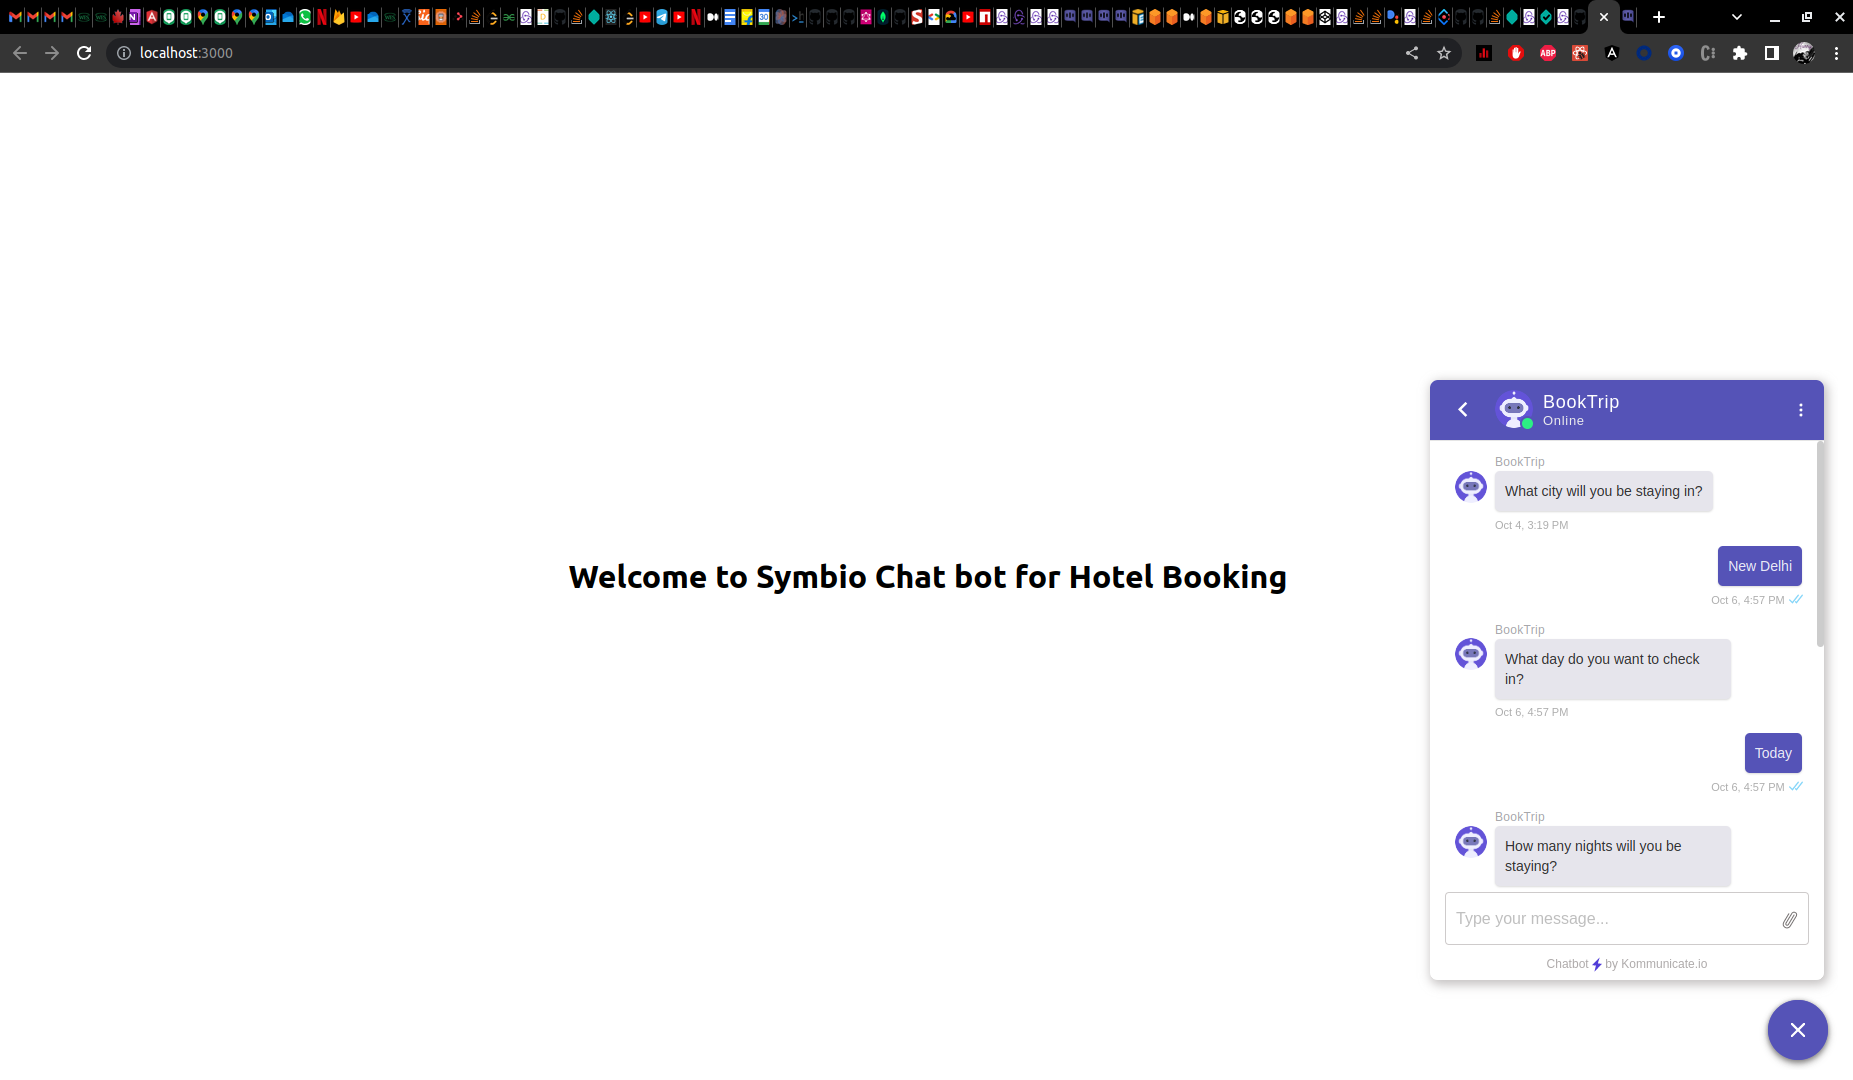 localhost:3000
ABP
Welcome to Symbio Chat bot for Hotel Booking
BookTrip
Online
BookTrip
What city will you be staying in?
Oct 4, 3:19 PM
New Delhi
Oct 6, 4:57 PM
BookTrip
What day do you want to check
in?
Oct 6, 4:57 PM
Today
Oct 6, 4:57 PM
BookTrip
How many nights will you be
staying?
Type your message...
Chatbot by Kommunicate.io